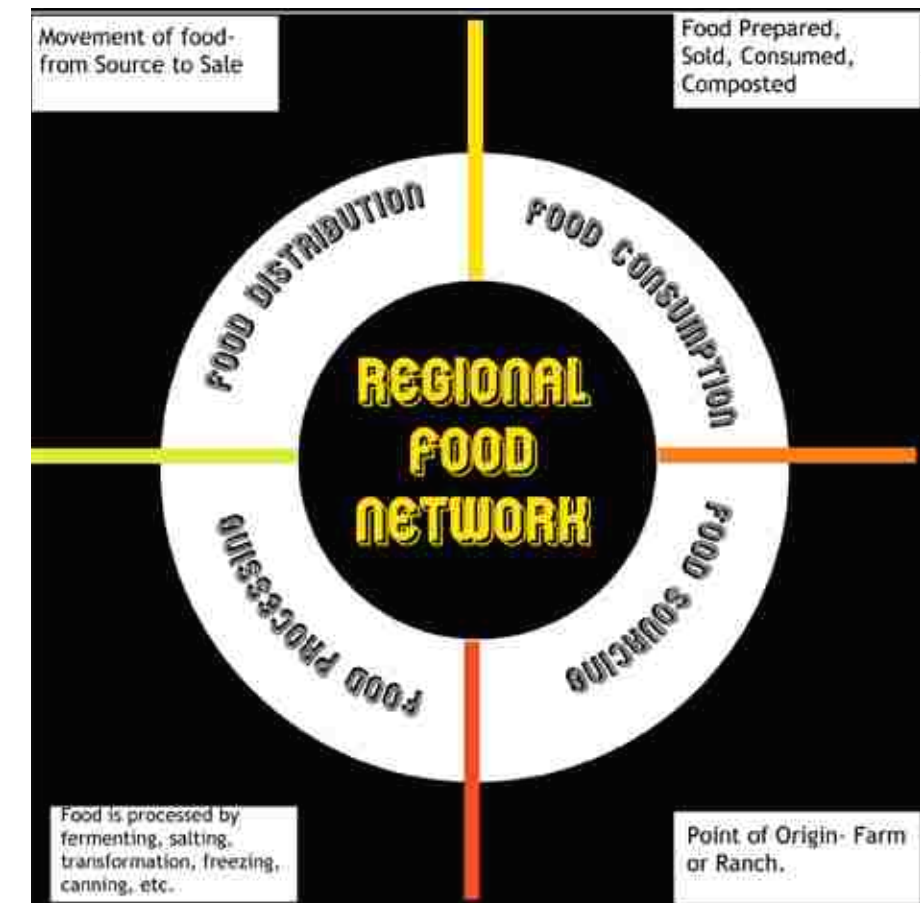 Movement of food-
from Source to Sale
Food Prepared,
Sold, Consumed,
Composted
FOOD DISTRIBUTION
FOOD CONSUMPTION
REGIONAL
FOOD
NETWORK
FOOD PROCESSING
FOOD SOURCING
Food is processed by
fermenting, salting,
transformation, freezing,
canning, etc.
Point of Origin- Farm
or Ranch.